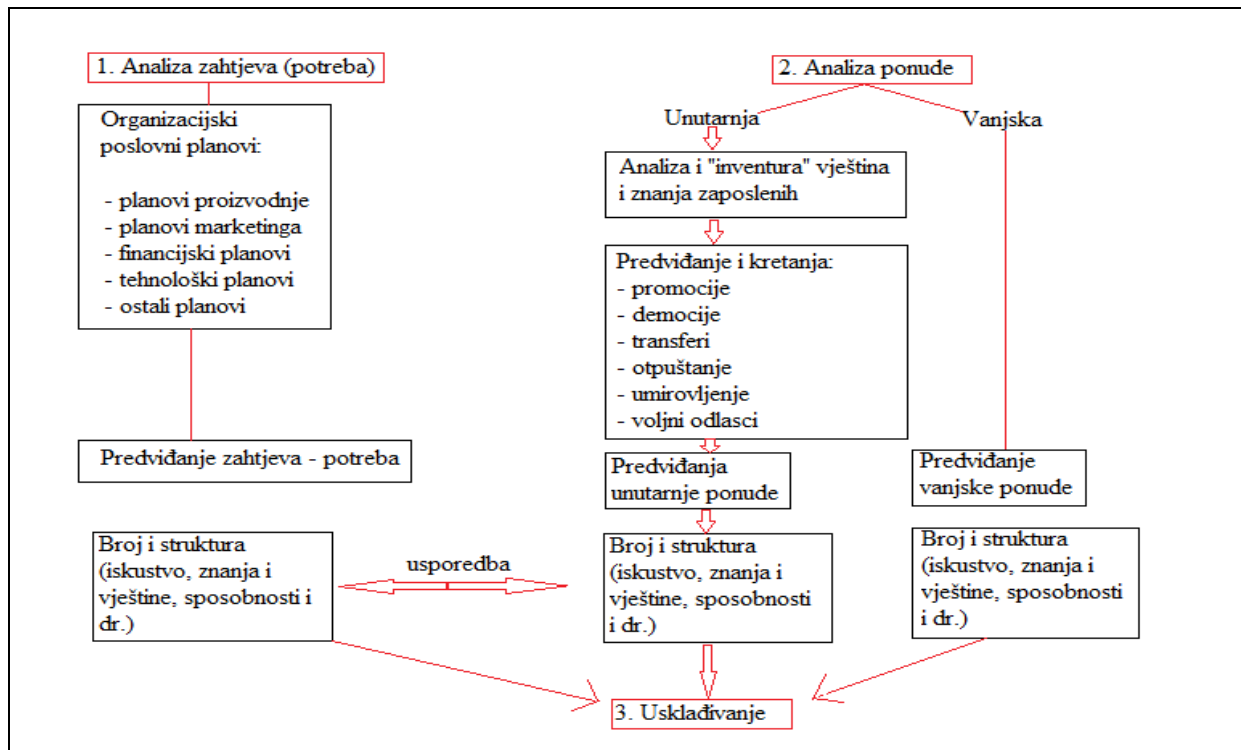 1. Analiza zahtjeva (potreba)
Organizacijski
poslovni planovi:
- planovi proizvodnje
- planovi marketinga
- financijski planovi
- tehnološki planovi
- ostali planovi
Predviđanje zahtjeva - potreba
Broj i struktura
(iskustvo, znanja i
vještine, sposobnosti i
dr.)
usporedba
2. Analiza ponude
Unutarnja
Vanjska
Analiza i "inventura" vještina
i znanja zaposlenih
Predviđanje i kretanja:
- promocije
- democije
- transferi
- otpuštanje
- umirovljenje
- voljni odlasci
Predviđanja
unutarnje ponude
Broj i struktura
(iskustvo, znanja i
vještine, sposobnosti
i dr.)
Predviđanje
vanjske ponude
Broj i struktura
(iskustvo, znanja i
vještine, sposobnosti
i dr.)
3. Usklađivanje